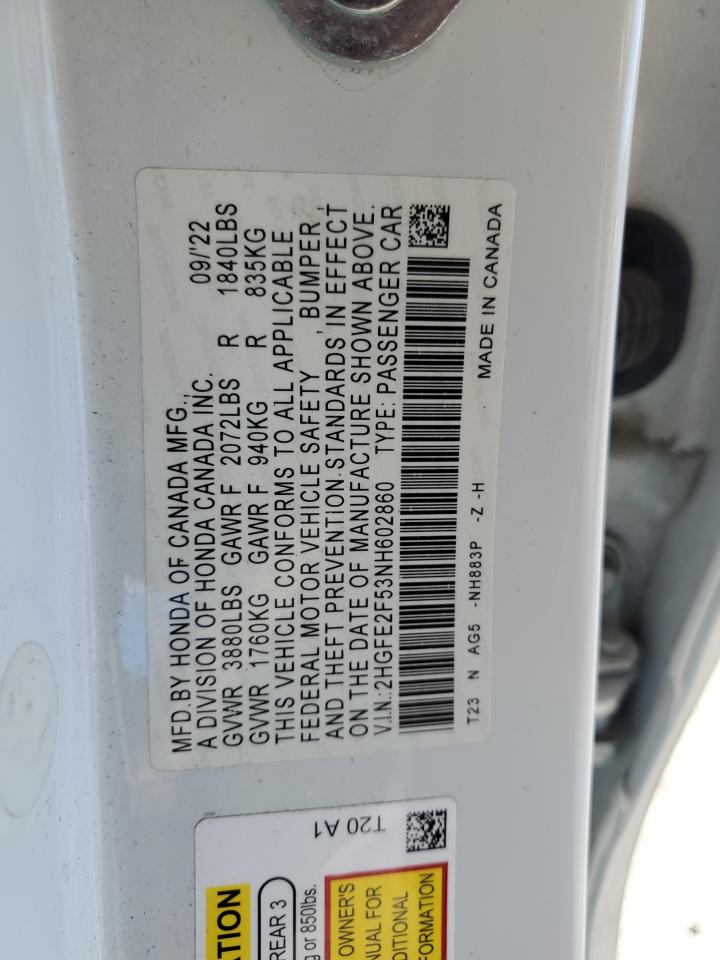 MFD.BY HONDA OF CANADA MFG.,
A DIVISION OF HONDA CANADA INC. 09/'22
GVWR 3880LBS GAWR F 2072LBS R 1840LBS
GVWR 1760KG GAWR F 940KG R 835KG
THIS VEHICLE CONFORMS TO ALL APPLICABLE
FEDERAL MOTOR VEHICLE SAFETY , BUMPER ,
AND THEFT PREVENTION STANDARDS IN EFFECT
ON THE DATE OF MANUFACTURE SHOWN ABOVE.
V.I.N.:2HGFE2F53NH602860 TYPE: PASSENGER CAR
T23 N AG5 -NH883P -Z -H
MADE IN CANADA
T20 A1
REAR 3
or 850lbs.
OWNER'S
FOR